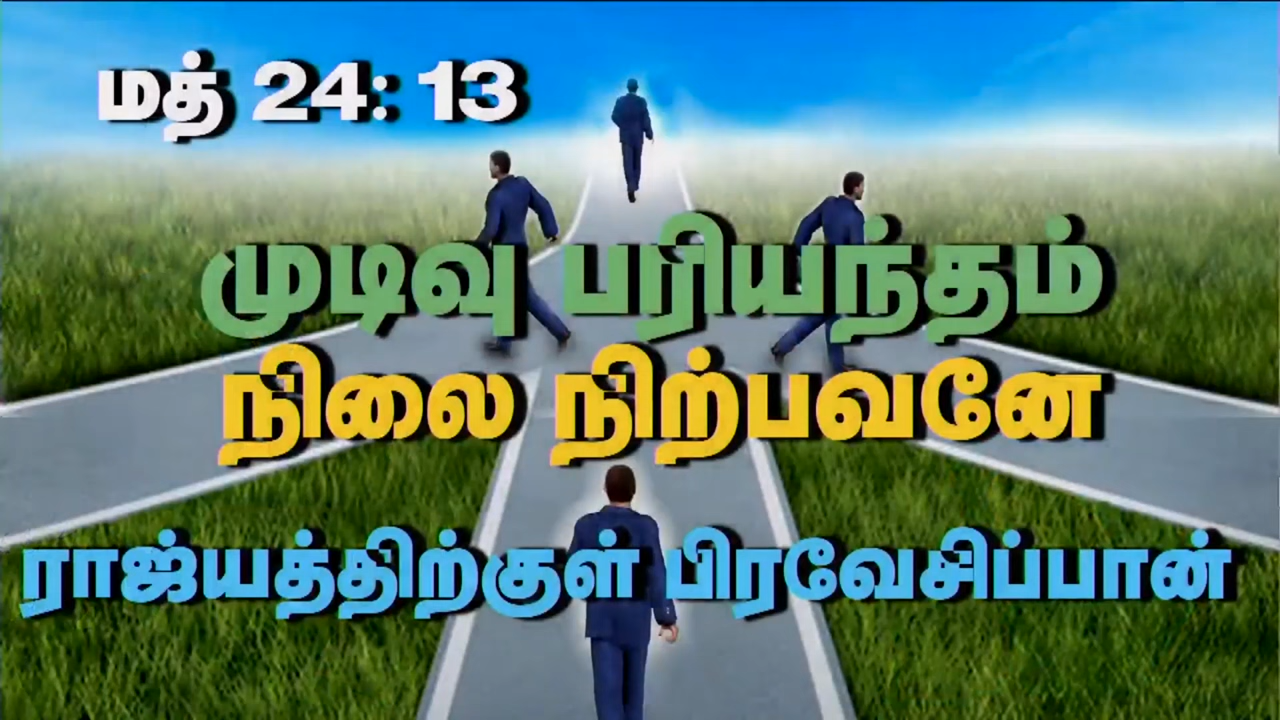 மத் 24: 13
முடிவு பரியந்தம்
நிலை நிற்பவனே
ராஜ்யத்திற்குள் பிரவேசிப்பான்